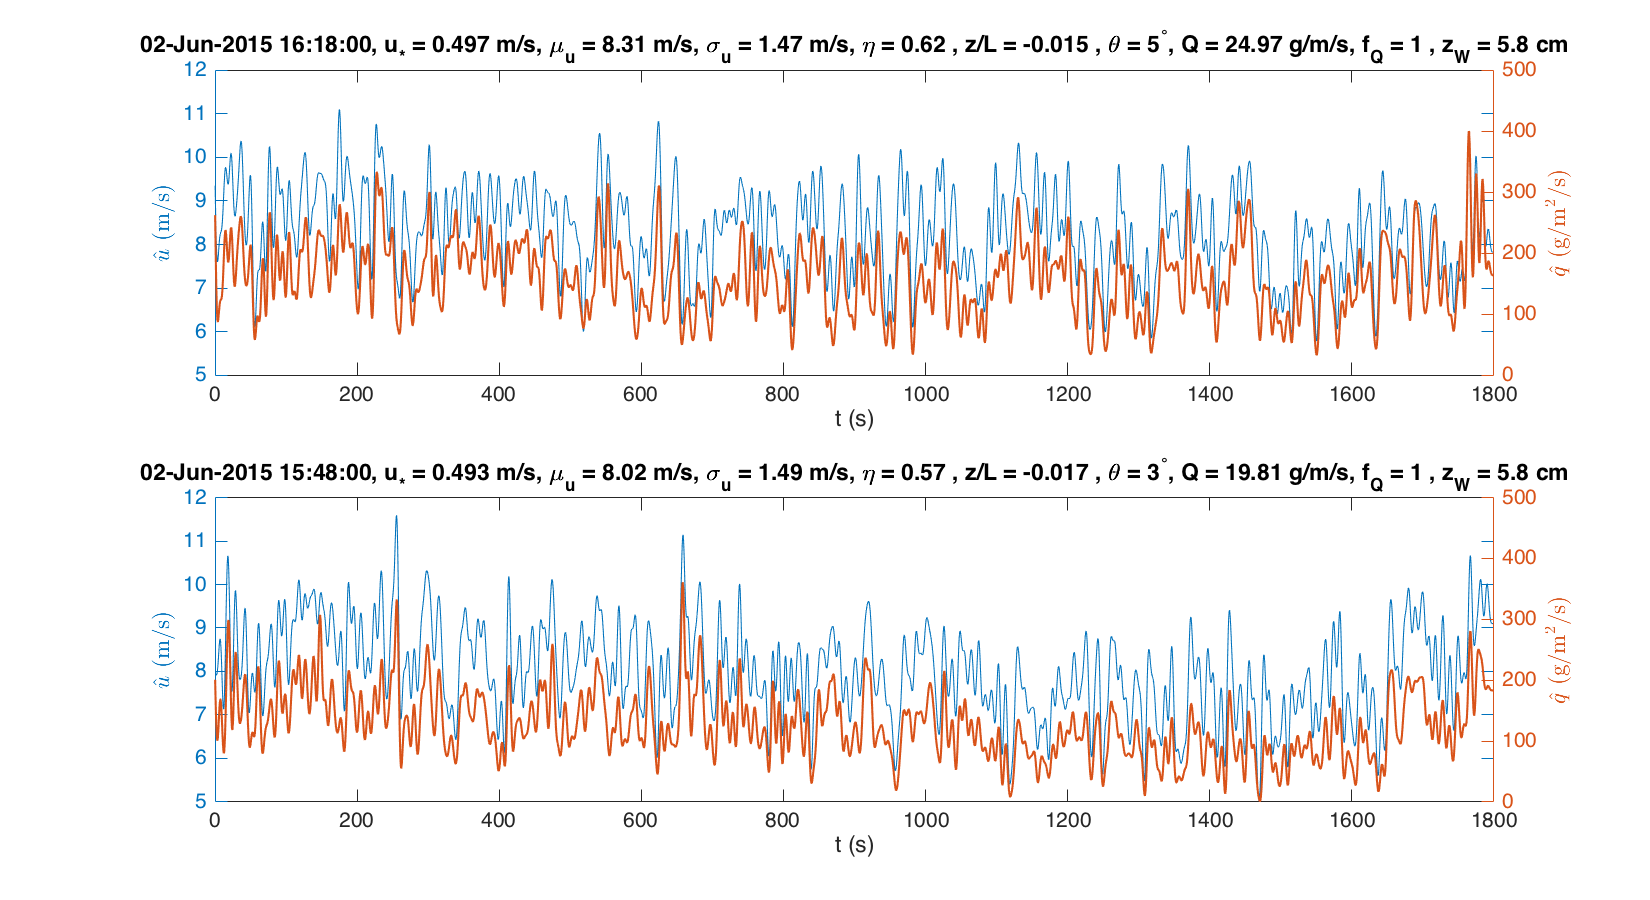 02-Jun-2015 16:18:00, u* = 0.497 m/s, μu = 8.31 m/s, σu = 1.47 m/s, η = 0.62 , z/L = -0.015 , θ = 5°, Q = 24.97 g/m/s, fQ = 1 , zW = 5.8 cm
12 500
11
400
10
9 300
8
200
7
100
6
5 0
û (m/s)
q̂ (g/m²/s)
0 200 400 600 800 1000 1200 1400 1600 1800
t (s)
02-Jun-2015 15:48:00, u* = 0.493 m/s, μu = 8.02 m/s, σu = 1.49 m/s, η = 0.57 , z/L = -0.017 , θ = 3°, Q = 19.81 g/m/s, fQ = 1 , zW = 5.8 cm
12 500
11
400
10
9 300
8
200
7
100
6
5 0
û (m/s)
q̂ (g/m²/s)
0 200 400 600 800 1000 1200 1400 1600 1800
t (s)